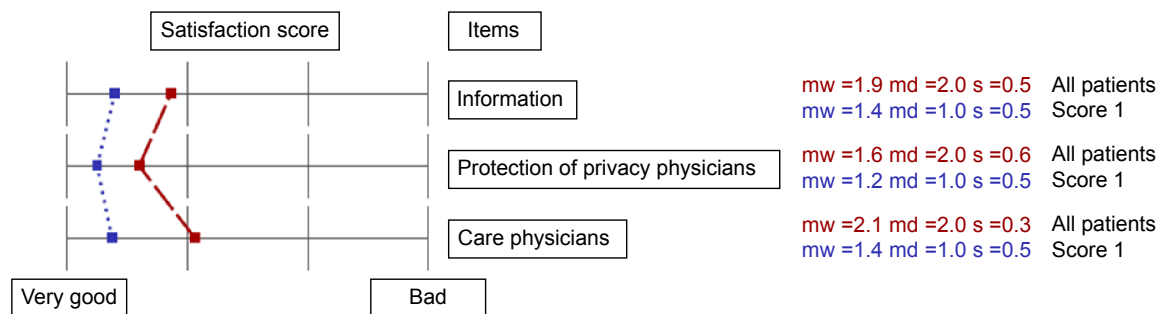 Satisfaction score Items
Information mw =1.9 md =2.0 s =0.5 All patients
mw =1.4 md =1.0 s =0.5 Score 1
Protection of privacy physicians mw =1.6 md =2.0 s =0.6 All patients
mw =1.2 md =1.0 s =0.5 Score 1
Care physicians mw =2.1 md =2.0 s =0.3 All patients
mw =1.4 md =1.0 s =0.5 Score 1
Very good Bad